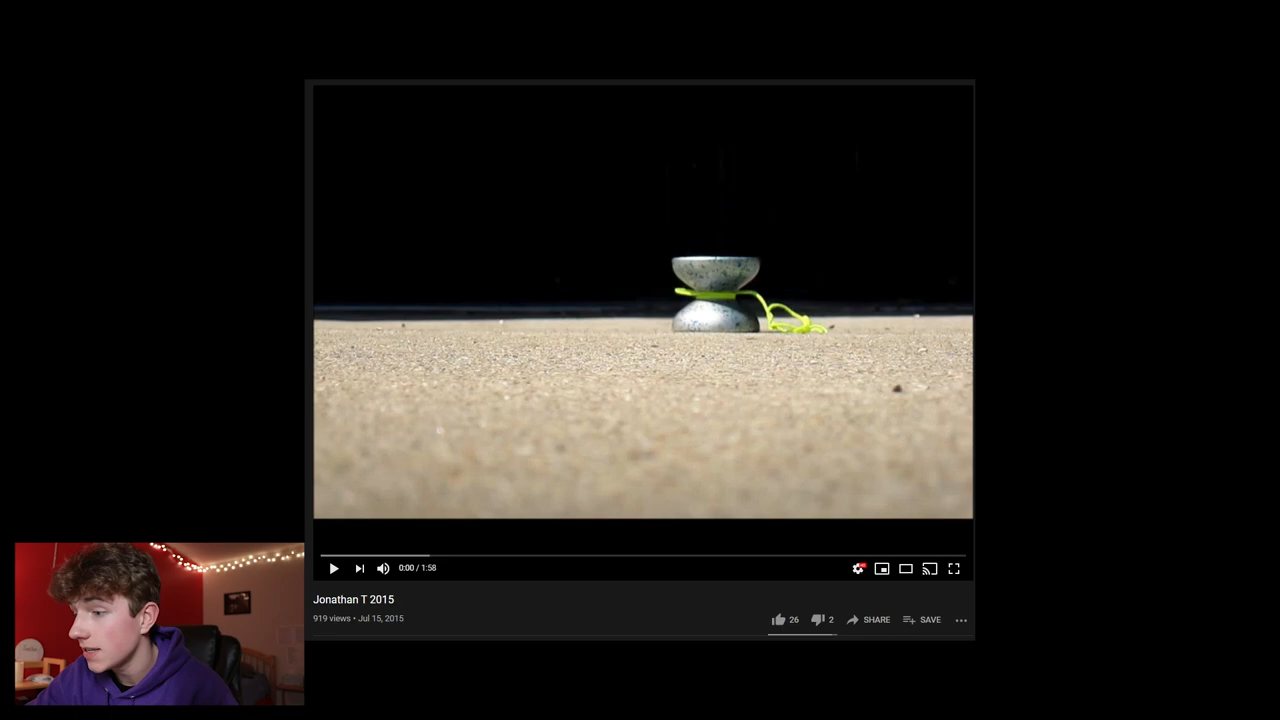 0:00 / 1:58
Jonathan T 2015
919 views • Jul 15, 2015
26
2
SHARE
SAVE